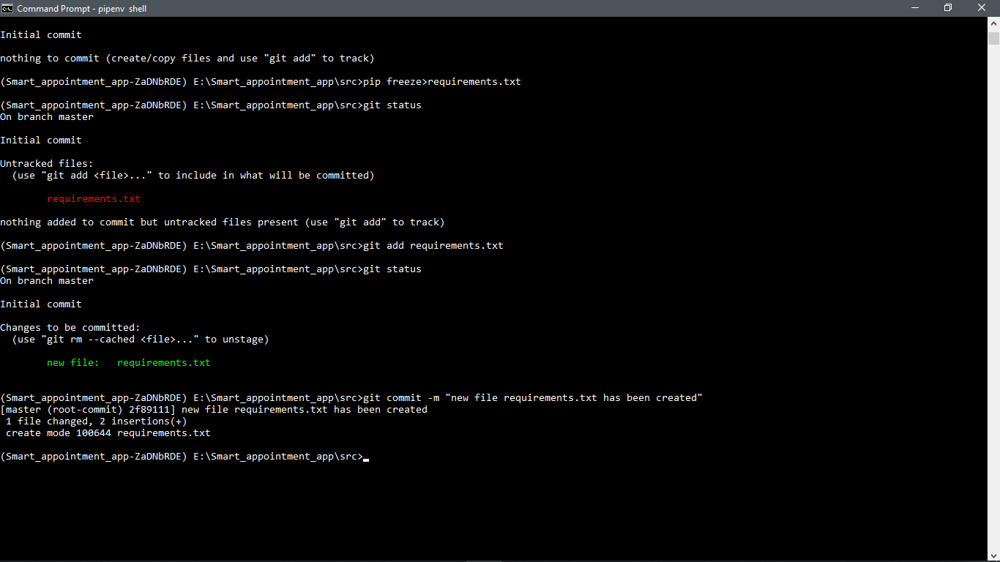 Command Prompt - pipenv  shell
Initial commit
nothing to commit (create/copy files and use "git add" to track)
(Smart_appointment_app-ZaDNbRDE) E:\Smart_appointment_app\src>pip freeze>requirements.txt
(Smart_appointment_app-ZaDNbRDE) E:\Smart_appointment_app\src>git status
On branch master
Initial commit
Untracked files:
  (use "git add <file>..." to include in what will be committed)
        requirements.txt
nothing added to commit but untracked files present (use "git add" to track)
(Smart_appointment_app-ZaDNbRDE) E:\Smart_appointment_app\src>git add requirements.txt
(Smart_appointment_app-ZaDNbRDE) E:\Smart_appointment_app\src>git status
On branch master
Initial commit
Changes to be committed:
  (use "git rm --cached <file>..." to unstage)
        new file:   requirements.txt
(Smart_appointment_app-ZaDNbRDE) E:\Smart_appointment_app\src>git commit -m "new file requirements.txt has been created"
[master (root-commit) 2f89111] new file requirements.txt has been created
 1 file changed, 2 insertions(+)
 create mode 100644 requirements.txt
(Smart_appointment_app-ZaDNbRDE) E:\Smart_appointment_app\src>